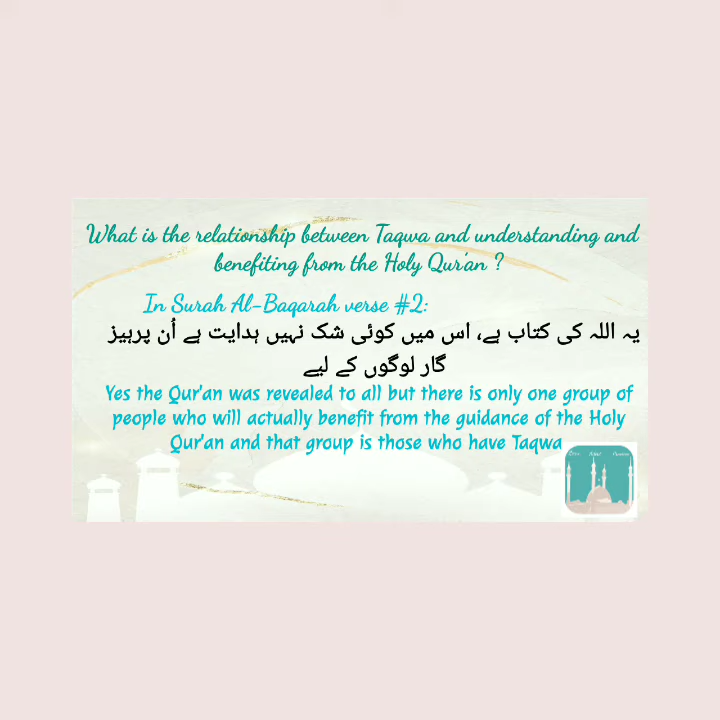 What is the relationship between Taqwa and understanding and
benefiting from the Holy Qur'an ?
In Surah Al-Baqarah verse #2:
یہ اللہ کی کتاب ہے، اس میں کوئی شک نہیں ہدایت ہے اُن پرہیز
گار لوگوں کے لیے
Yes the Qur'an was revealed to all but there is only one group of
people who will actually benefit from the guidance of the Holy
Qur'an and that group is those who have Taqwa